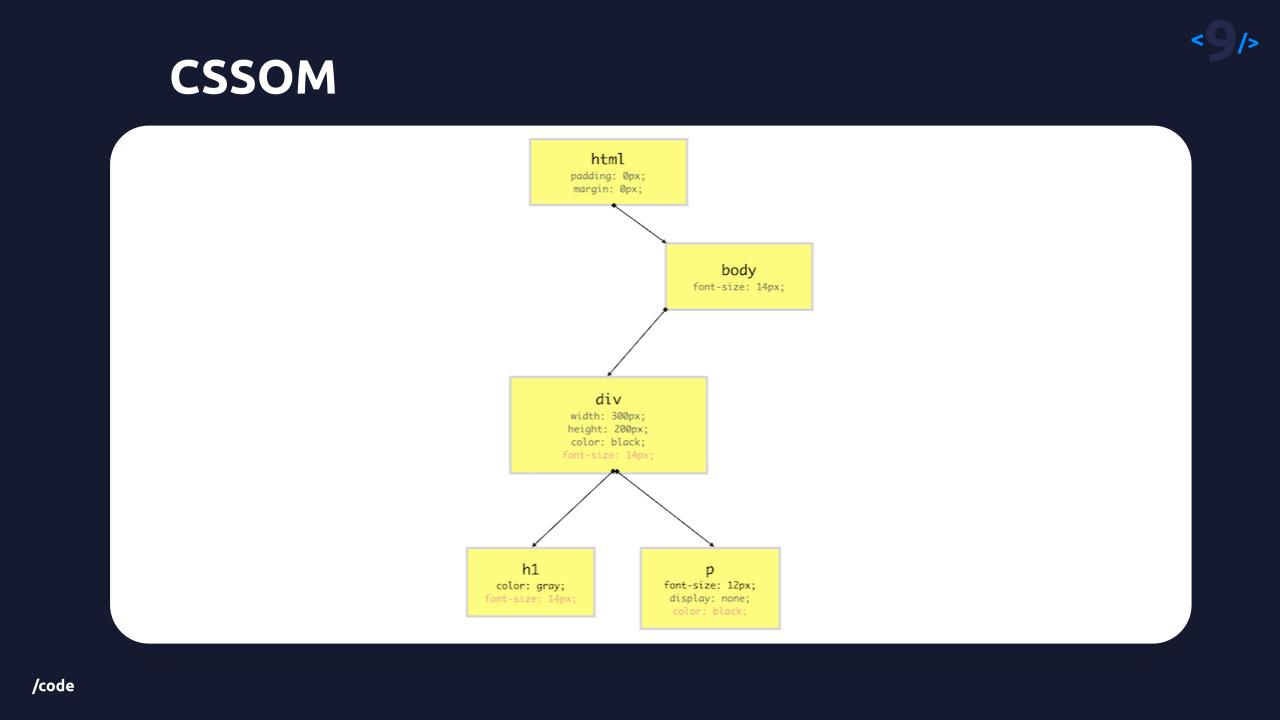 <9/>
CSSOM
html
padding: 0px;
margin: 0px;
body
font-size: 14px;
div
width: 300px;
height: 200px;
color: black;
font-size: 14px;
h1
color: gray;
font-size: 14px;
p
font-size: 12px;
display: none;
color: black;
/code